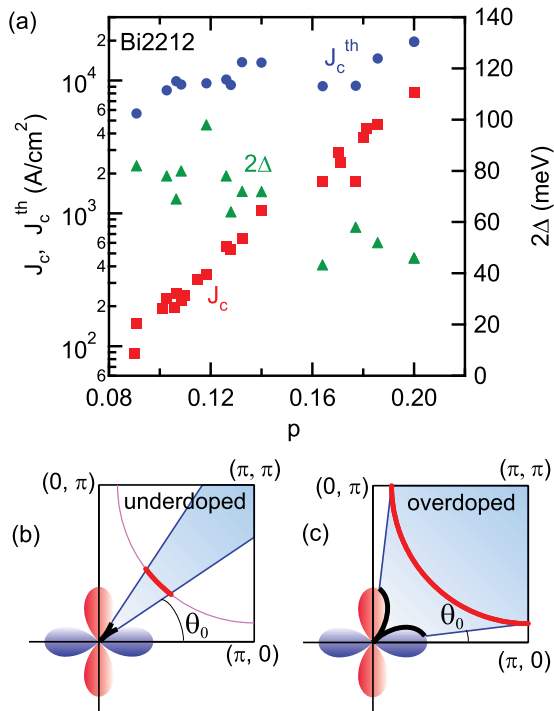 (a)
Bi2212
J_c^th
2Δ
J_c
J_c, J_c^th (A/cm^2)
2
10^4
8
6
4
2
10^3
8
6
4
2
10^2
140
120
100
80
60
40
20
0
2Δ (meV)
0.08 0.12 0.16 0.20
p
(b)
(0, π) (π, π)
underdoped
θ_0
(π, 0)
(c)
(0, π) (π, π)
overdoped
θ_0
(π, 0)